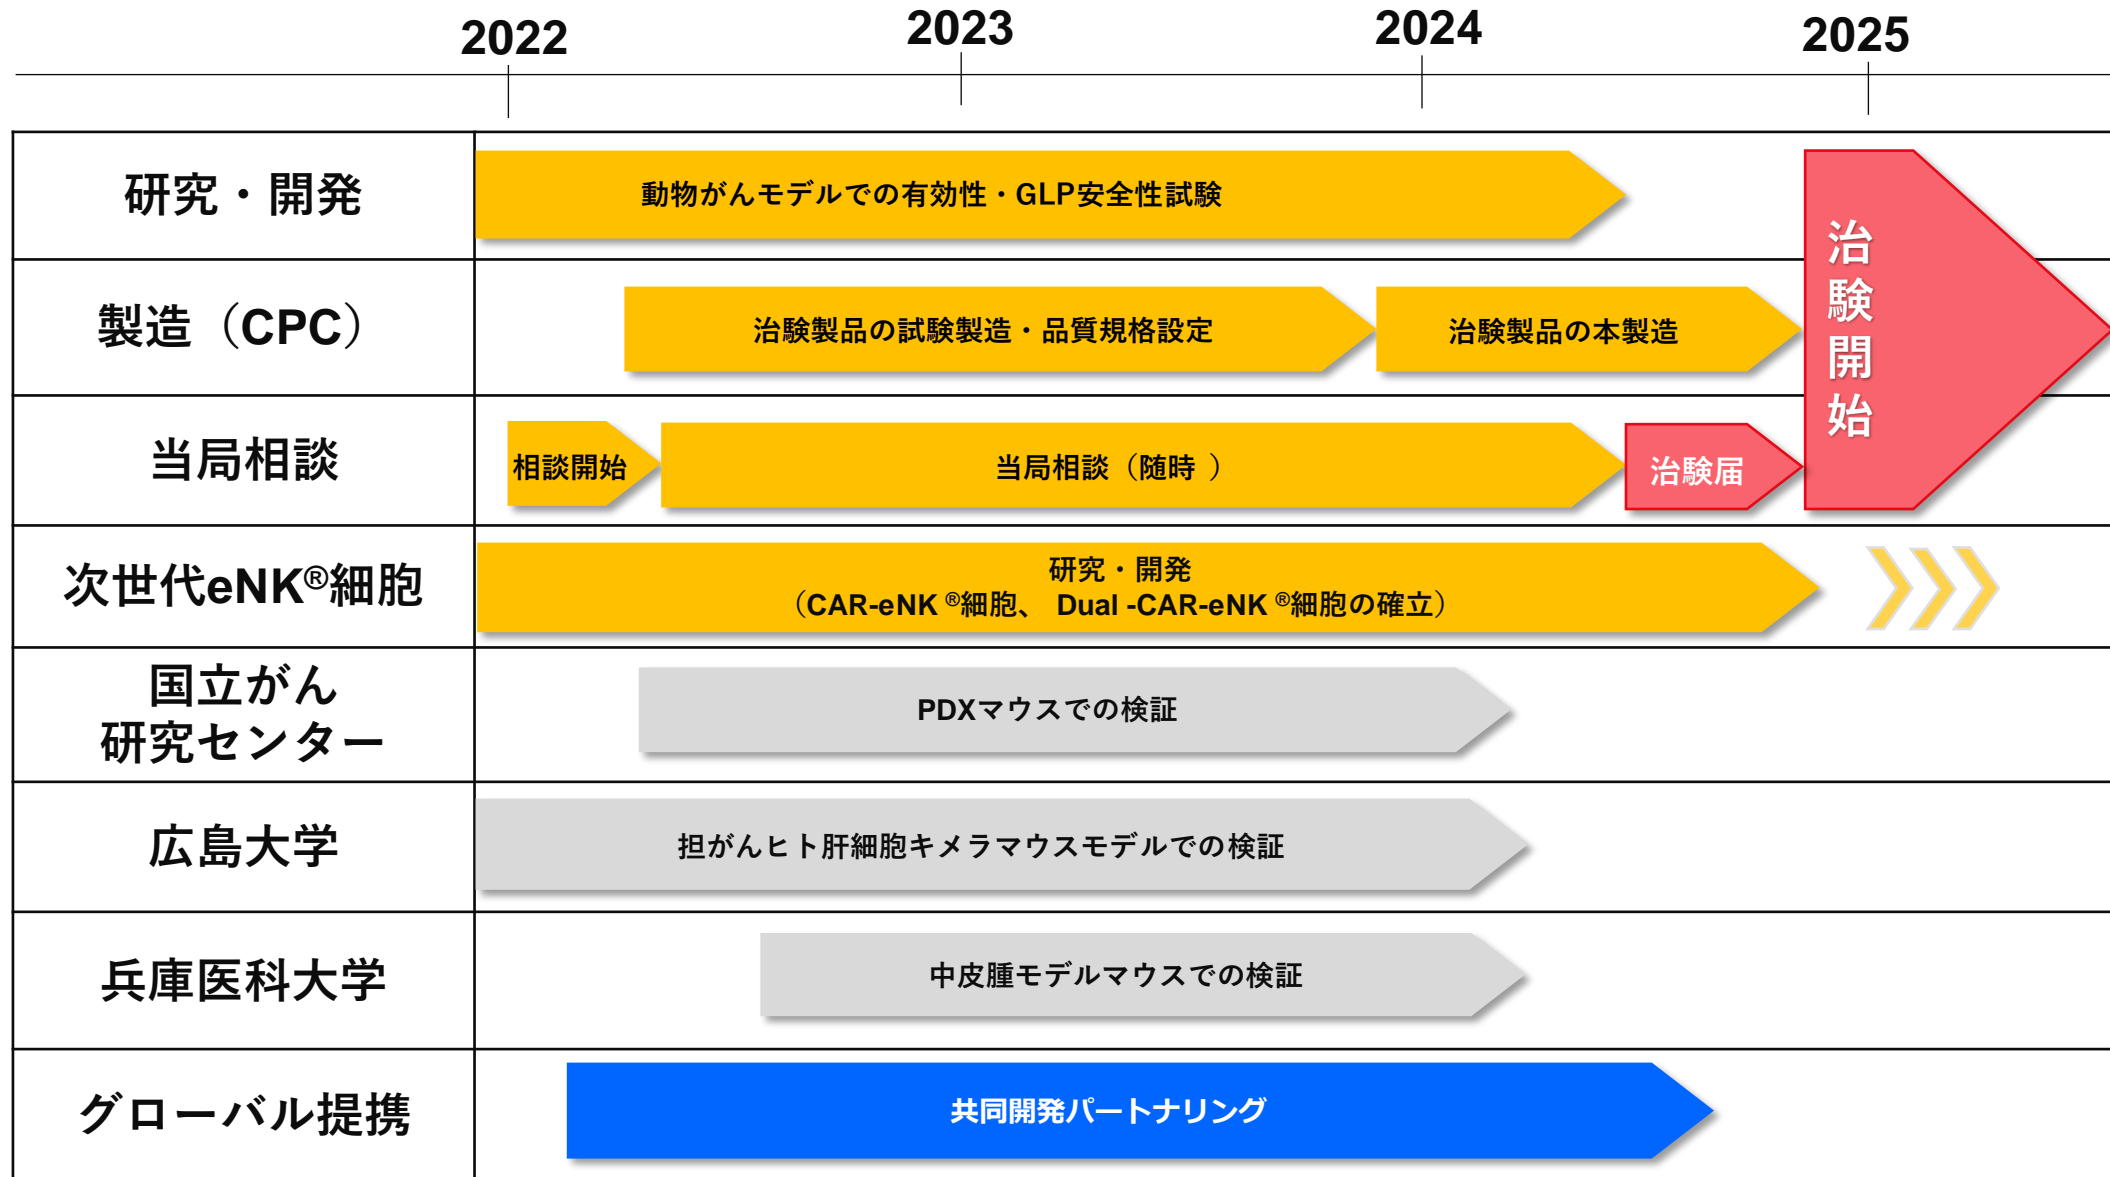 2022
2023
2024
2025
研究・開発
動物がんモデルでの有効性・GLP安全性試験
治験開始
製造（CPC）
治験製品の試験製造・品質規格設定
治験製品の本製造
当局相談
相談開始
当局相談（随時 ）
治験届
次世代eNK®細胞
研究・開発
（CAR-eNK ®細胞、 Dual -CAR-eNK ®細胞の確立）
国立がん
研究センター
PDXマウスでの検証
広島大学
担がんヒト肝細胞キメラマウスモデルでの検証
兵庫医科大学
中皮腫モデルマウスでの検証
グローバル提携
共同開発パートナリング